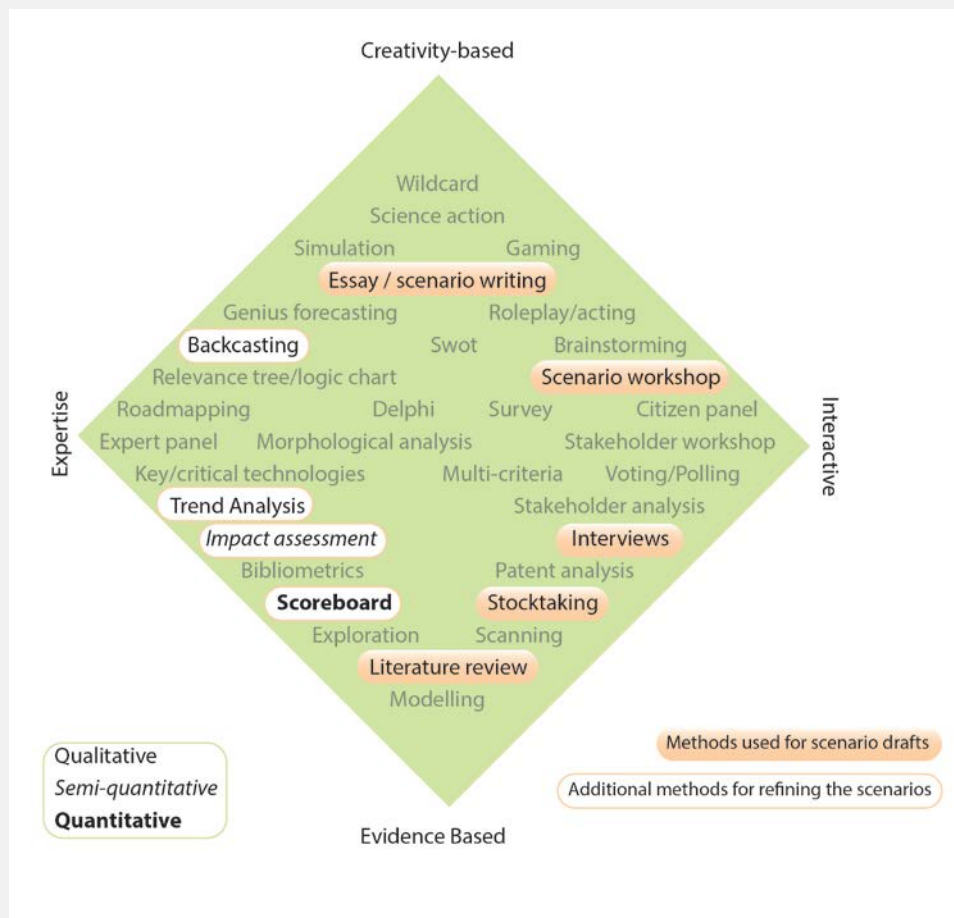 Creativity-based
Wildcard
Science action
Simulation Gaming
Essay / scenario writing
Genius forecasting Roleplay/acting
Backcasting Swot Brainstorming
Relevance tree/logic chart Scenario workshop
Roadmapping Delphi Survey Citizen panel
Expertise
Interactive
Expert panel Morphological analysis Stakeholder workshop
Key/critical technologies Multi-criteria Voting/Polling
Trend Analysis Stakeholder analysis
Impact assessment Interviews
Bibliometrics Patent analysis
Scoreboard Stocktaking
Exploration Scanning
Literature review
Modelling
Evidence Based
Qualitative
Semi-quantitative
Quantitative
Methods used for scenario drafts
Additional methods for refining the scenarios